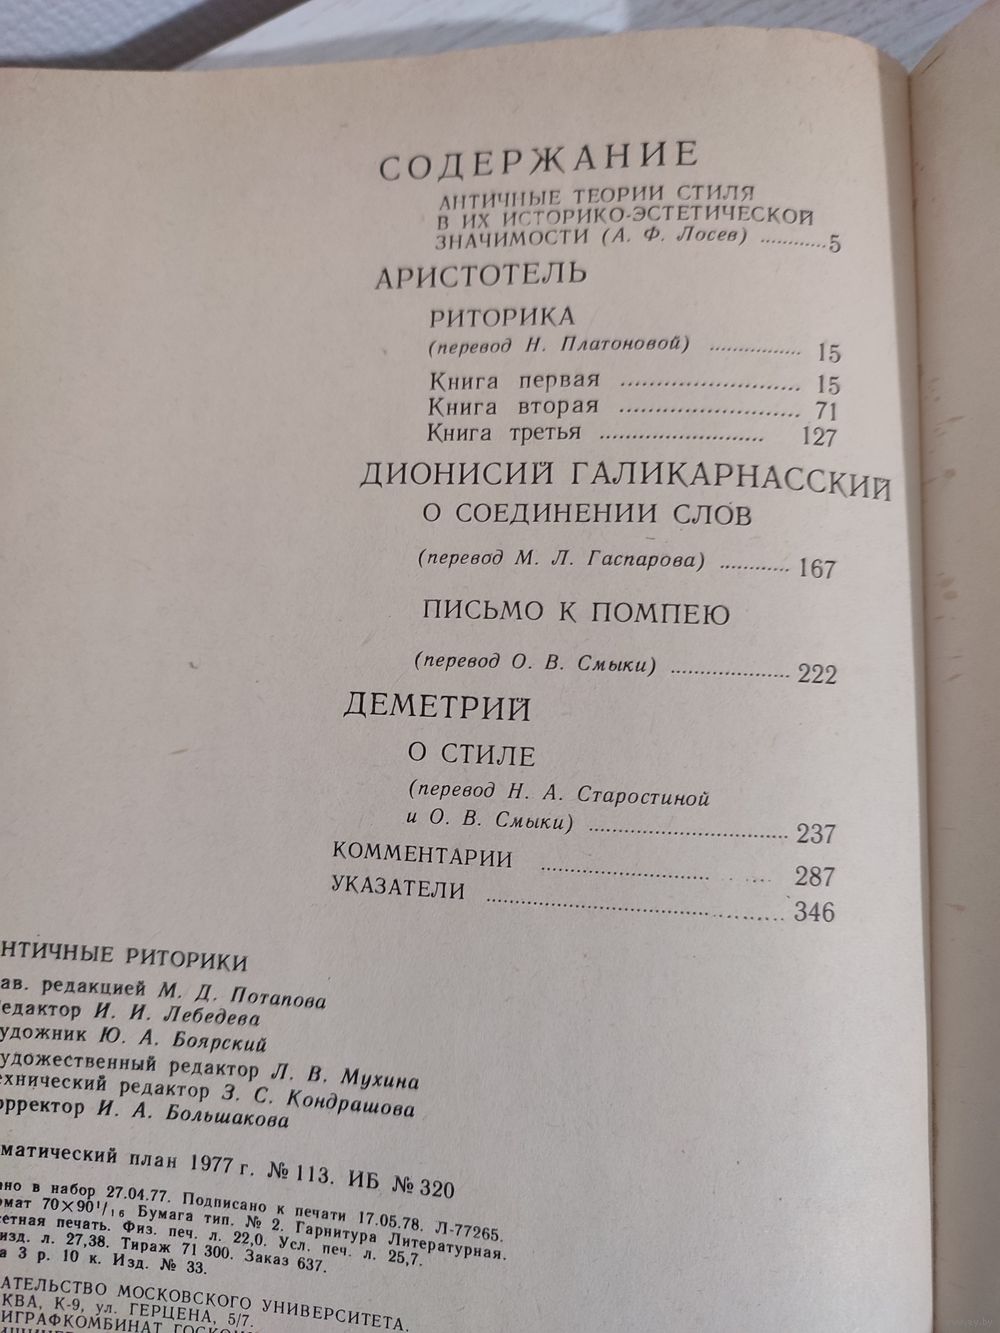 СОДЕРЖАНИЕ
АНТИЧНЫЕ ТЕОРИИ СТИЛЯ
В ИХ ИСТОРИКО-ЭСТЕТИЧЕСКОЙ
ЗНАЧИМОСТИ (А. Ф. Лосев) ............5
АРИСТОТЕЛЬ
РИТОРИКА
(перевод Н. Платоновой) ................ 15
Книга первая .......................... 15
Книга вторая .......................... 71
Книга третья ........................ 127
ДИОНИСИЙ ГАЛИКАРНАССКИЙ
О СОЕДИНЕНИИ СЛОВ
(перевод М. Л. Гаспарова) ............ 167
ПИСЬМО К ПОМПЕЮ
(перевод О. В. Смыки) .................... 222
ДЕМЕТРИЙ
О СТИЛЕ
(перевод Н. А. Старостиной
и О. В. Смыки) ............................. 237
КОММЕНТАРИИ ............................ 287
УКАЗАТЕЛИ .................................... 346
НТИЧНЫЕ РИТОРИКИ
ав. редакцией М. Д. Потапова
едактор И. И. Лебедева
удожник Ю. А. Боярский
удожественный редактор Л. В. Мухина
ехнический редактор З. С. Кондрашова
орректор И. А. Большакова
матический план 1977 г. № 113. ИБ № 320
ано в набор 27.04.77. Подписано к печати 17.05.78. Л-77265.
рмат 70×90 1/16 Бумага тип. № 2. Гарнитура Литературная.
сетная печать. Физ. печ. л. 22,0. Усл. печ. л. 25,7.
изд. л. 27,38. Тираж 71 300. Заказ 637.
а 3 р. 10 к. Изд. № 33.
АТЕЛЬСТВО МОСКОВСКОГО УНИВЕРСИТЕТА.
КВА, К-9, ул. ГЕРЦЕНА, 5/7.
ИГРАФКОМБИНАТ